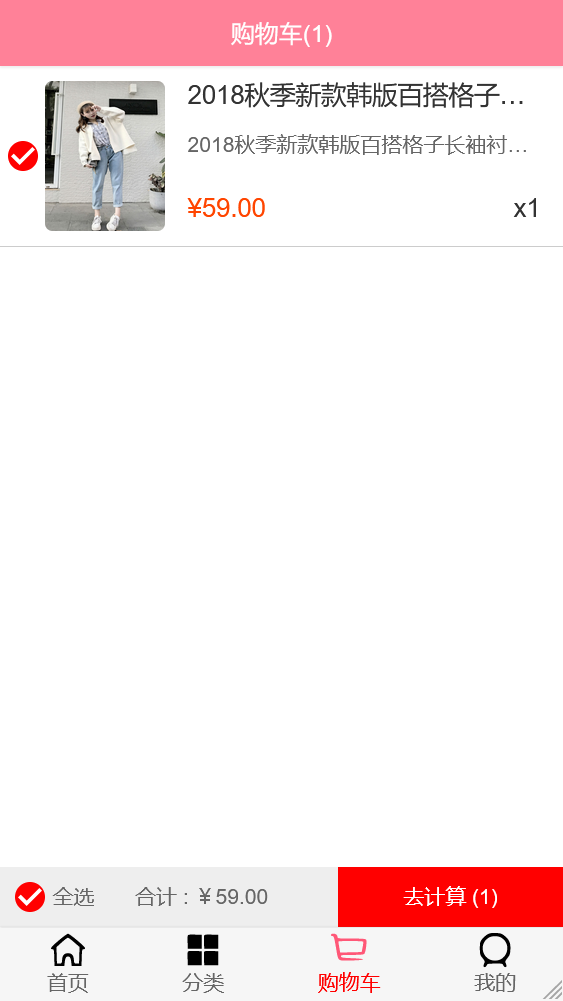 购物车(1)
2018秋季新款韩版百搭格子…
2018秋季新款韩版百搭格子长袖衬…
¥59.00 x1
全选 合计：￥59.00 去计算 (1)
首页 分类 购物车 我的